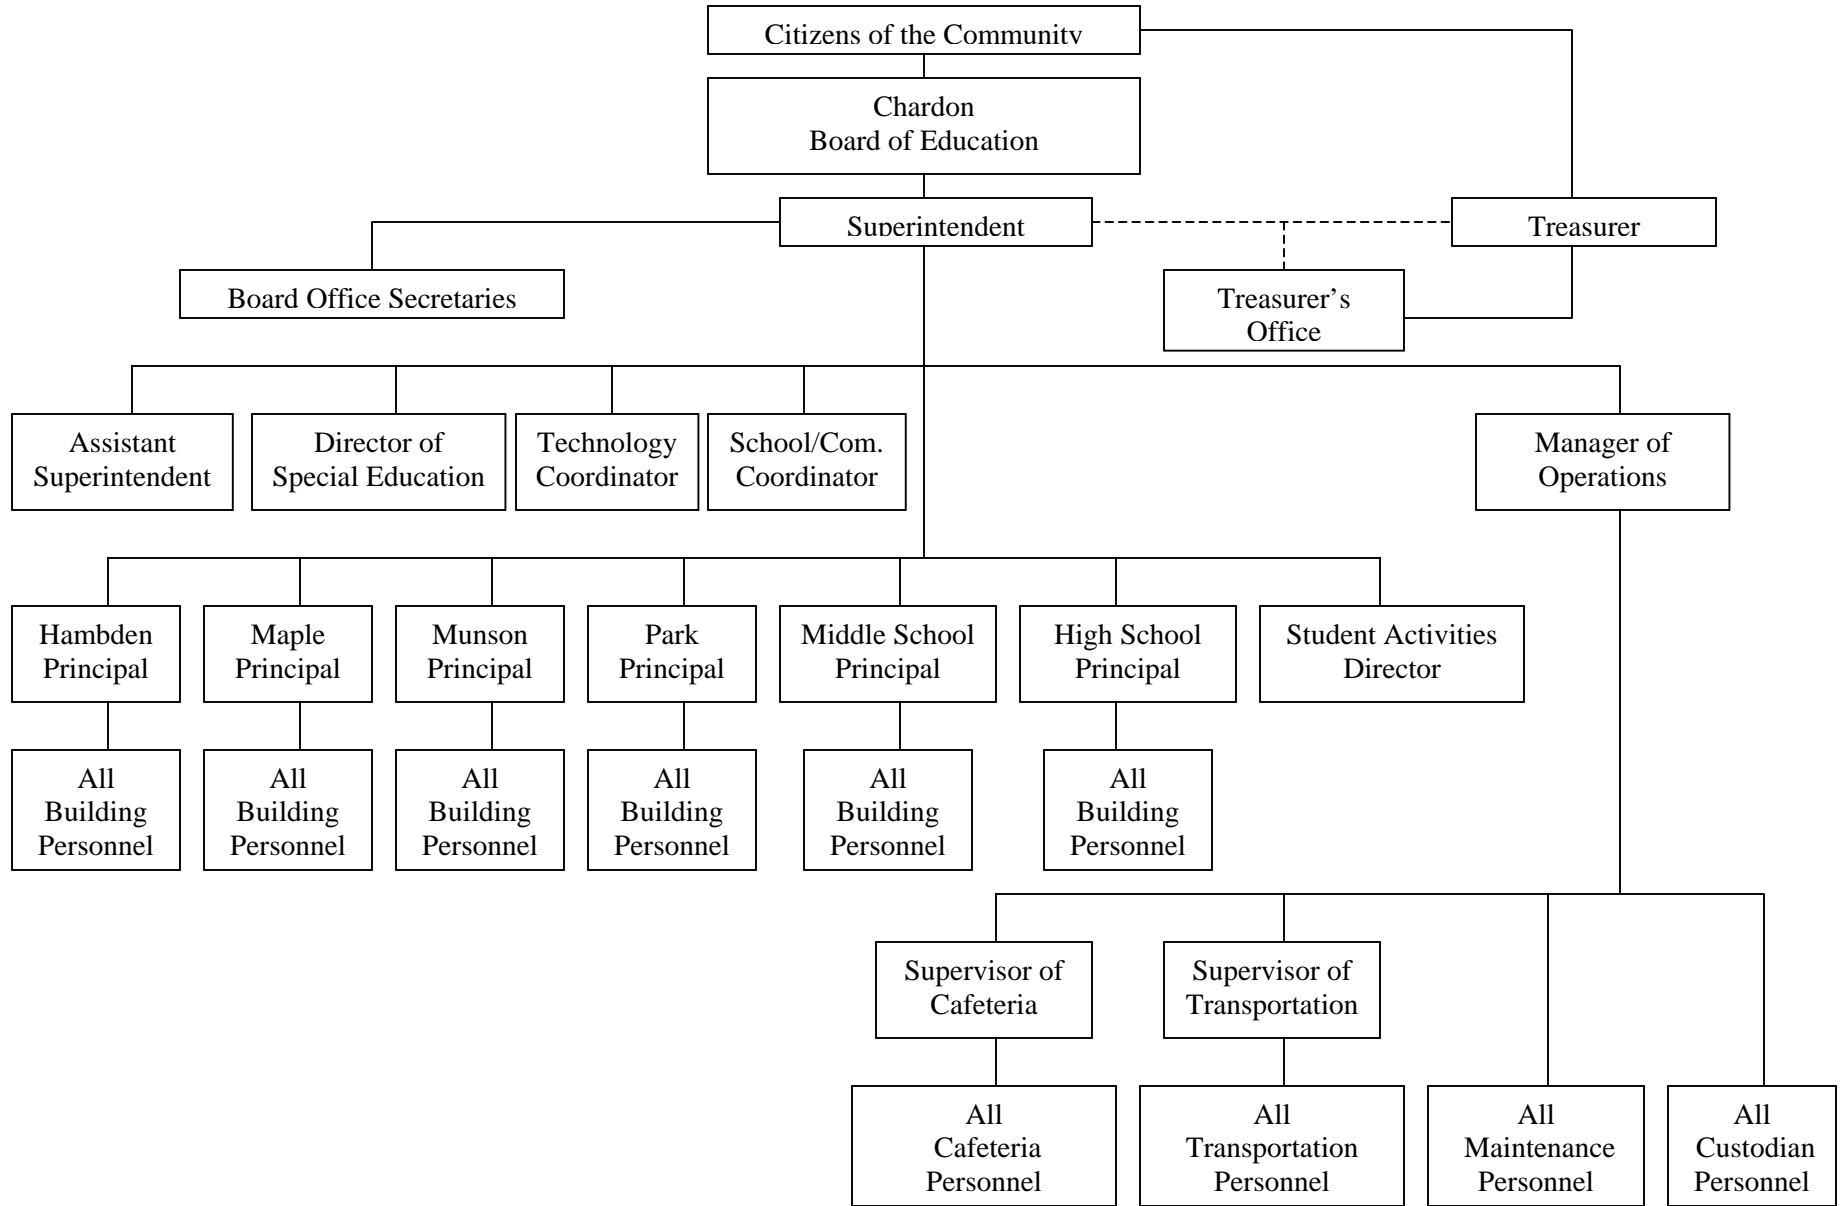 Citizens of the Community
Chardon
Board of Education
Superintendent
Treasurer
Board Office Secretaries
Treasurer’s
Office
Assistant
Superintendent
Director of
Special Education
Technology
Coordinator
School/Com.
Coordinator
Manager of
Operations
Hambden
Principal
Maple
Principal
Munson
Principal
Park
Principal
Middle School
Principal
High School
Principal
Student Activities
Director
All
Building
Personnel
All
Building
Personnel
All
Building
Personnel
All
Building
Personnel
All
Building
Personnel
All
Building
Personnel
Supervisor of
Cafeteria
Supervisor of
Transportation
All
Cafeteria
Personnel
All
Transportation
Personnel
All
Maintenance
Personnel
All
Custodian
Personnel